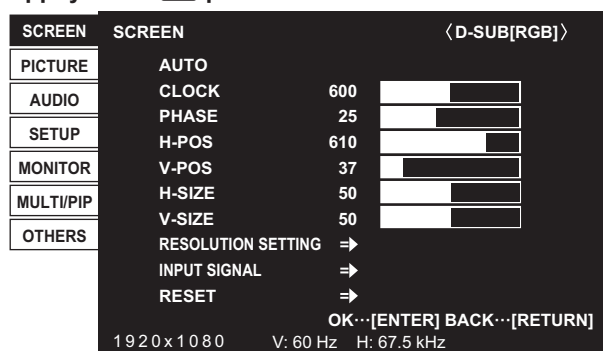 SCREEN
PICTURE
AUDIO
SETUP
MONITOR
MULTI/PIP
OTHERS
SCREEN 〈D-SUB[RGB]〉
AUTO
CLOCK 600
PHASE 25
H-POS 610
V-POS 37
H-SIZE 50
V-SIZE 50
RESOLUTION SETTING ⇒
INPUT SIGNAL ⇒
RESET ⇒
OK···[ENTER] BACK···[RETURN]
1920x1080 V: 60 Hz H: 67.5 kHz